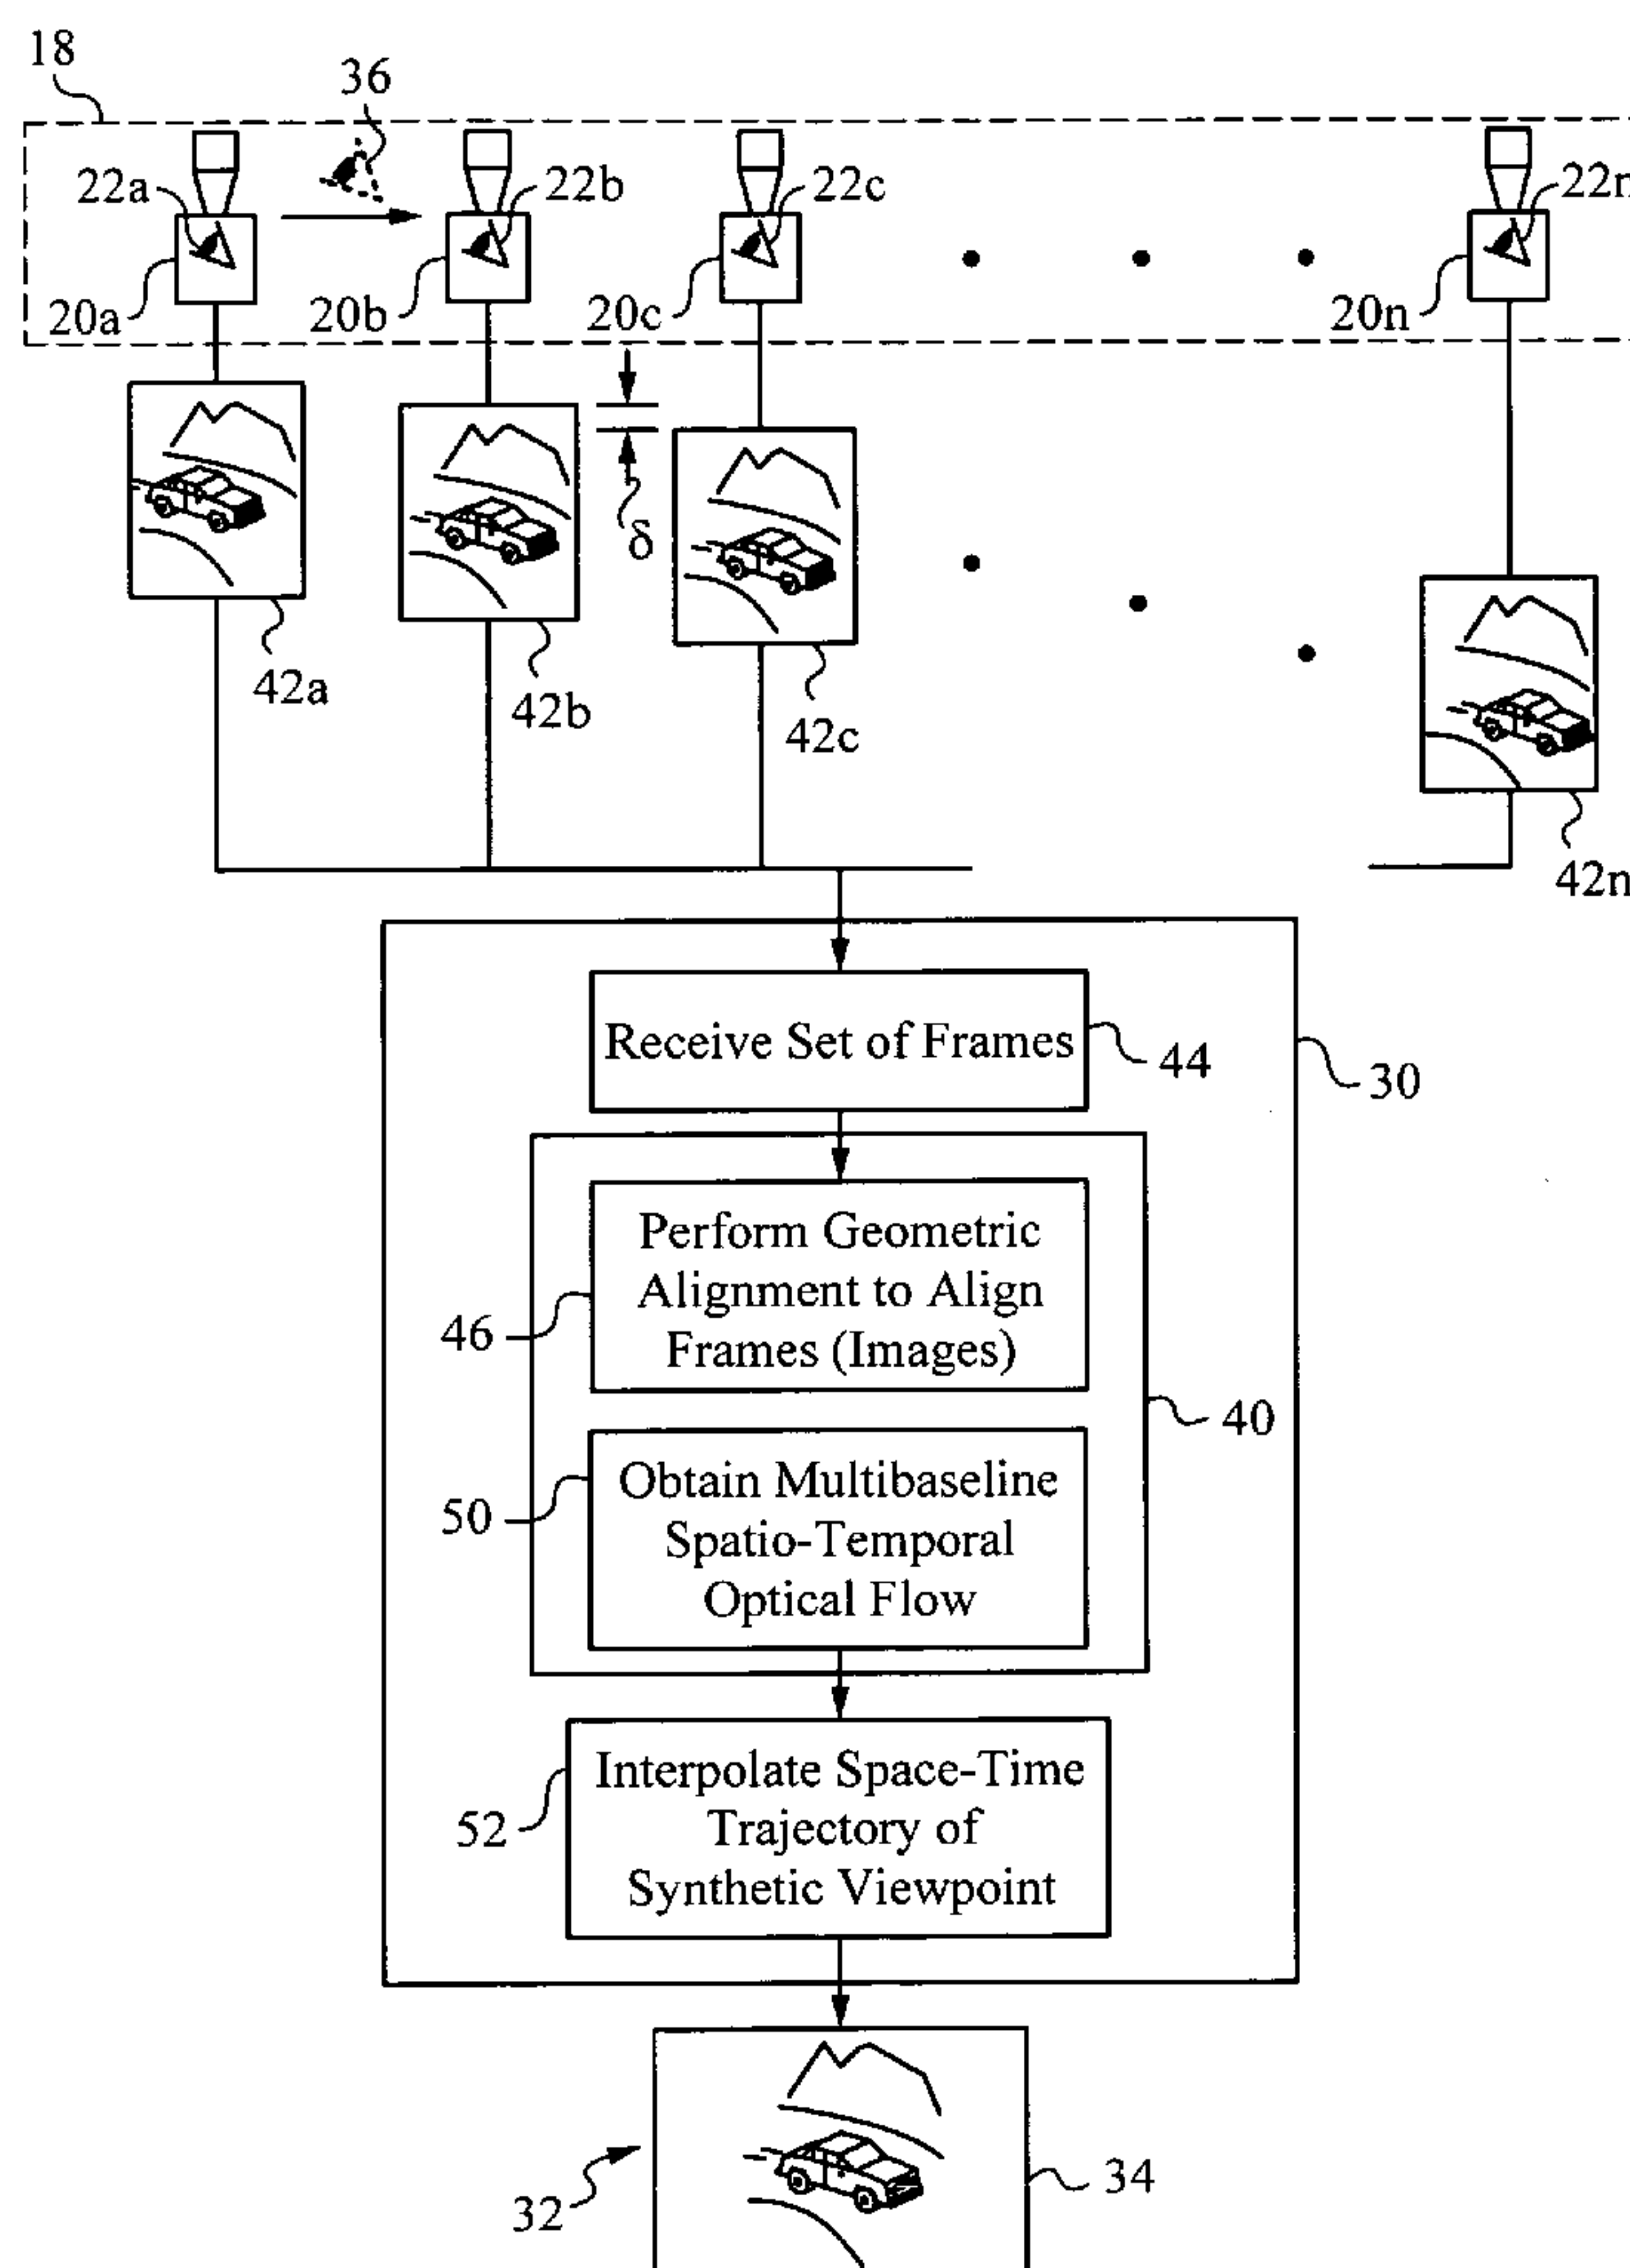 18
36
22a
22b
22c
22n
20a
20b
20c
20n
δ
42a
42b
42c
42n
Receive Set of Frames
44
30
Perform Geometric
Alignment to Align
Frames (Images)
46
40
Obtain Multibaseline
Spatio-Temporal
Optical Flow
50
Interpolate Space-Time
Trajectory of
Synthetic Viewpoint
52
32
34